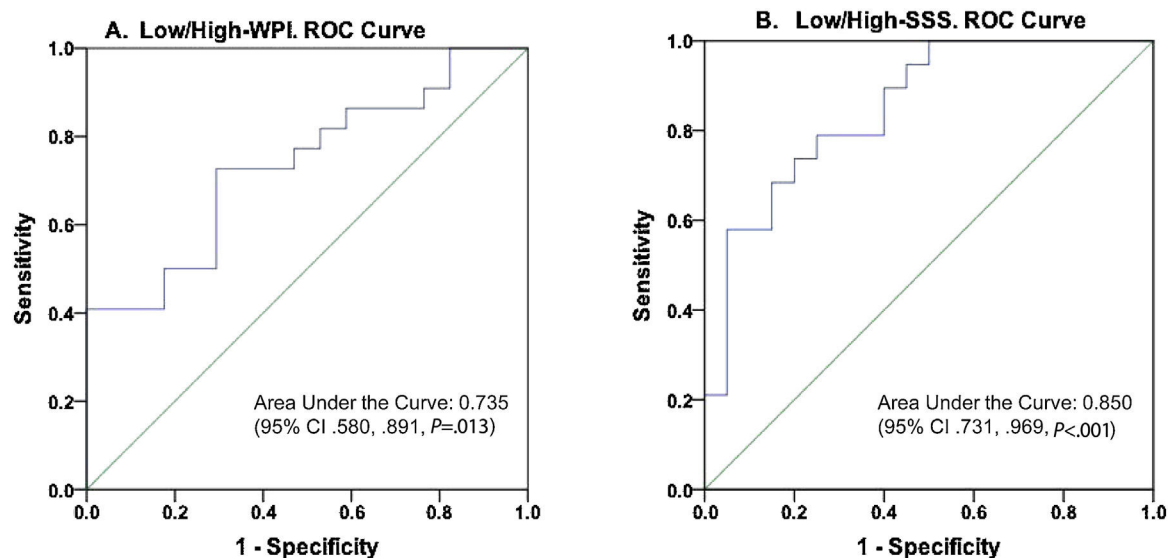 A. Low/High-WPI. ROC Curve
1.0
0.8
0.6
0.4
0.2
0.0
Sensitivity
Area Under the Curve: 0.735
(95% CI .580, .891, P=.013)
0.0 0.2 0.4 0.6 0.8 1.0
1 - Specificity
B. Low/High-SSS. ROC Curve
1.0
0.8
0.6
0.4
0.2
0.0
Sensitivity
Area Under the Curve: 0.850
(95% CI .731, .969, P<.001)
0.0 0.2 0.4 0.6 0.8 1.0
1 - Specificity